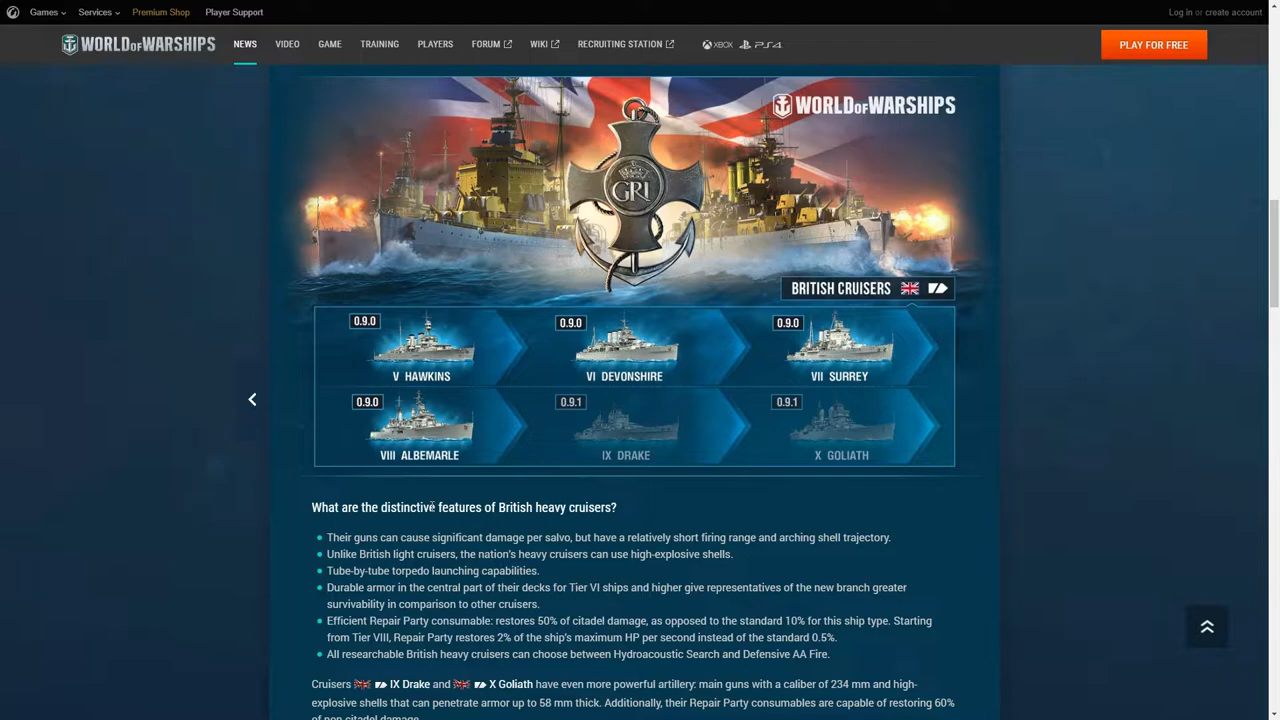 Games Services Premium Shop Player Support Log in or create account
WORLD OF WARSHIPS NEWS VIDEO GAME TRAINING PLAYERS FORUM WIKI RECRUITING STATION XBOX PS4 PLAY FOR FREE
WORLD OF WARSHIPS
GRI
BRITISH CRUISERS
0.9.0 0.9.0 0.9.0
V HAWKINS VI DEVONSHIRE VII SURREY
0.9.0 0.9.1 0.9.1
VIII ALBEMARLE IX DRAKE X GOLIATH
What are the distinctive features of British heavy cruisers?
Their guns can cause significant damage per salvo, but have a relatively short firing range and arching shell trajectory.
Unlike British light cruisers, the nation's heavy cruisers can use high-explosive shells.
Tube-by-tube torpedo launching capabilities.
Durable armor in the central part of their decks for Tier VI ships and higher give representatives of the new branch greater
survivability in comparison to other cruisers.
Efficient Repair Party consumable: restores 50% of citadel damage, as opposed to the standard 10% for this ship type. Starting
from Tier VIII, Repair Party restores 2% of the ship's maximum HP per second instead of the standard 0.5%.
All researchable British heavy cruisers can choose between Hydroacoustic Search and Defensive AA Fire.
Cruisers IX Drake and X Goliath have even more powerful artillery: main guns with a caliber of 234 mm and high-
explosive shells that can penetrate armor up to 58 mm thick. Additionally, their Repair Party consumables are capable of restoring 60%
of non-citadel damage.